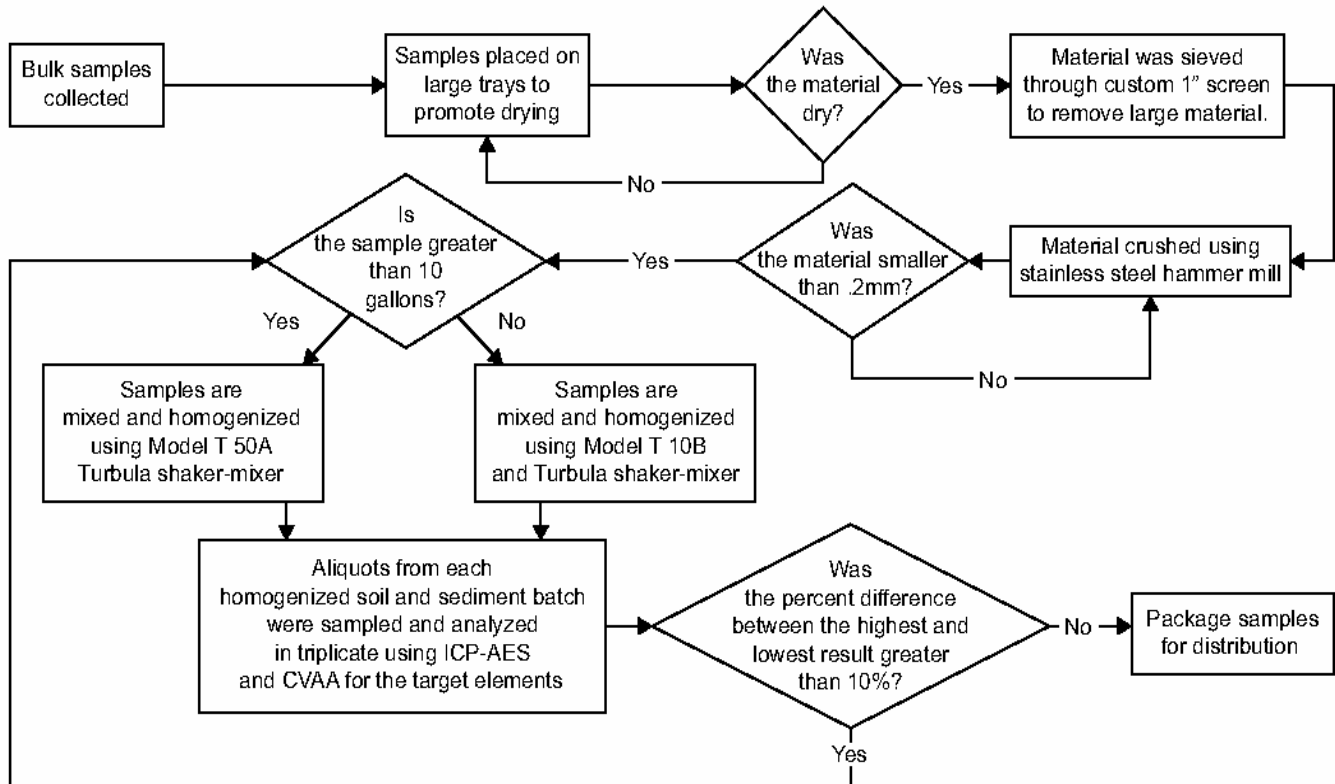 Bulk samples
collected
Samples placed on
large trays to
promote drying
Was
the material
dry?
Yes
Material was sieved
through custom 1" screen
to remove large material.
No
Material crushed using
stainless steel hammer mill
Was
the material smaller
than .2mm?
No
Yes
Is
the sample greater
than 10
gallons?
Yes
No
Samples are
mixed and homogenized
using Model T 50A
Turbula shaker-mixer
Samples are
mixed and homogenized
using Model T 10B
and Turbula shaker-mixer
Aliquots from each
homogenized soil and sediment batch
were sampled and analyzed
in triplicate using ICP-AES
and CVAA for the target elements
Was
the percent difference
between the highest and
lowest result greater
than 10%?
No
Package samples
for distribution
Yes